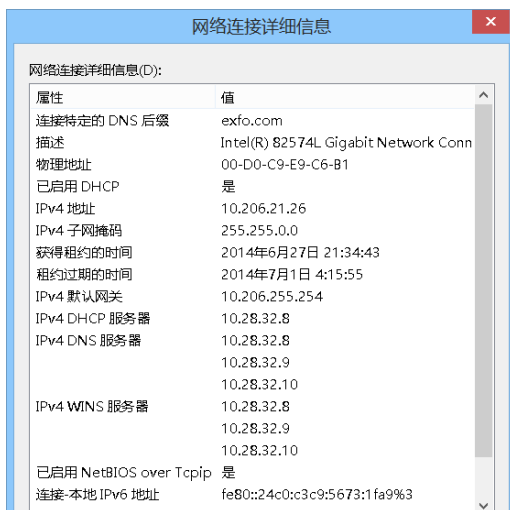 网络连接详细信息
网络连接详细信息(D):
属性 值
连接特定的 DNS 后缀 exfo.com
描述 Intel(R) 82574L Gigabit Network Conn
物理地址 00-D0-C9-E9-C6-B1
已启用 DHCP 是
IPv4 地址 10.206.21.26
IPv4 子网掩码 255.255.0.0
获得租约的时间 2014年6月27日 21:34:43
租约过期的时间 2014年7月1日 4:15:55
IPv4 默认网关 10.206.255.254
IPv4 DHCP 服务器 10.28.32.8
IPv4 DNS 服务器 10.28.32.8
10.28.32.9
10.28.32.10
IPv4 WINS 服务器 10.28.32.8
10.28.32.9
10.28.32.10
已启用 NetBIOS over Tcpip 是
连接-本地 IPv6 地址 fe80::24c0:c3c9:5673:1fa9%3